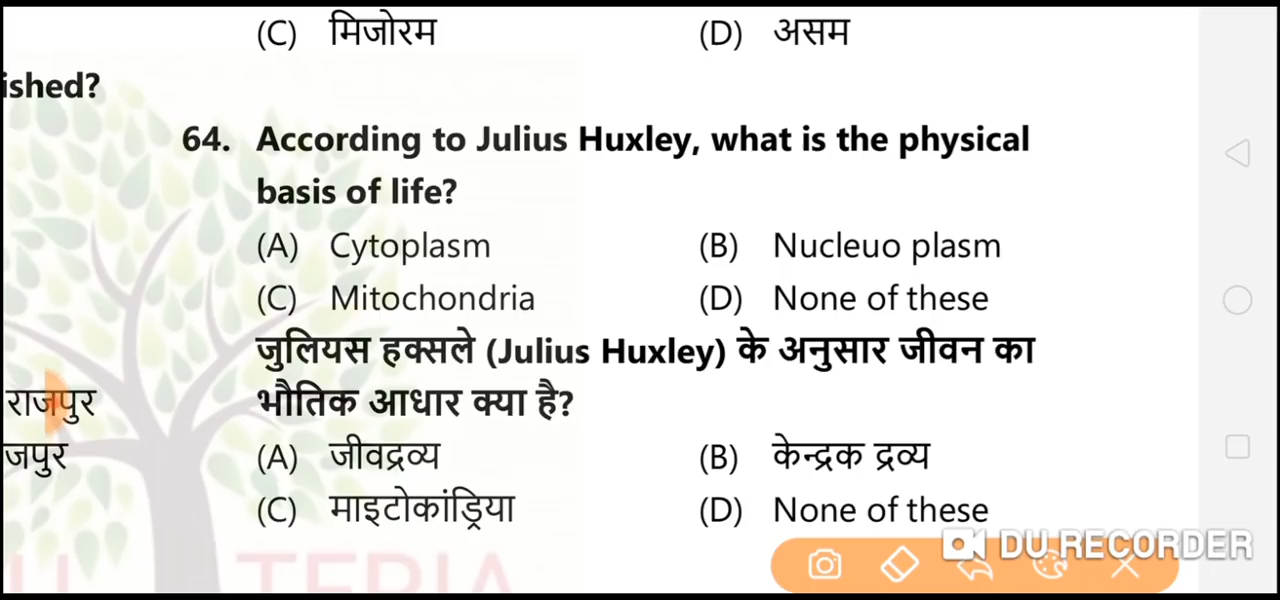 (C) मिजोरम (D) असम
ished?
64. According to Julius Huxley, what is the physical
basis of life?
(A) Cytoplasm (B) Nucleuo plasm
(C) Mitochondria (D) None of these
जुलियस हक्सले (Julius Huxley) के अनुसार जीवन का
भौतिक आधार क्या है?
राजपुर
जपुर
(A) जीवद्रव्य (B) केन्द्रक द्रव्य
(C) माइटोकांड्रिया (D) None of these
DU RECORDER
TERIA